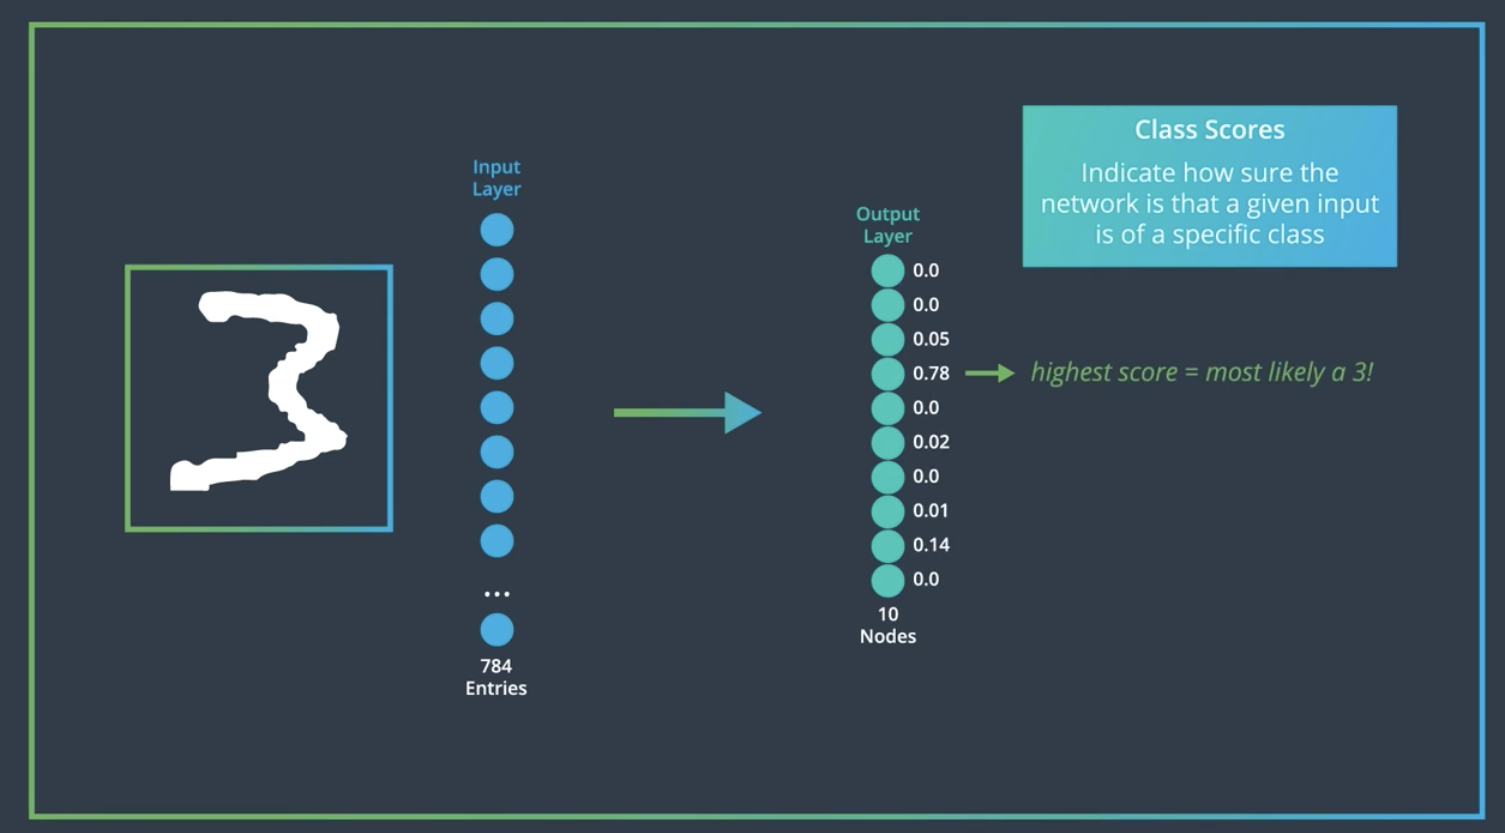 Class Scores
Indicate how sure the
network is that a given input
is of a specific class
Input
Layer
...
784
Entries
Output
Layer
0.0
0.0
0.05
0.78
0.0
0.02
0.0
0.01
0.14
0.0
10
Nodes
highest score = most likely a 3!
3